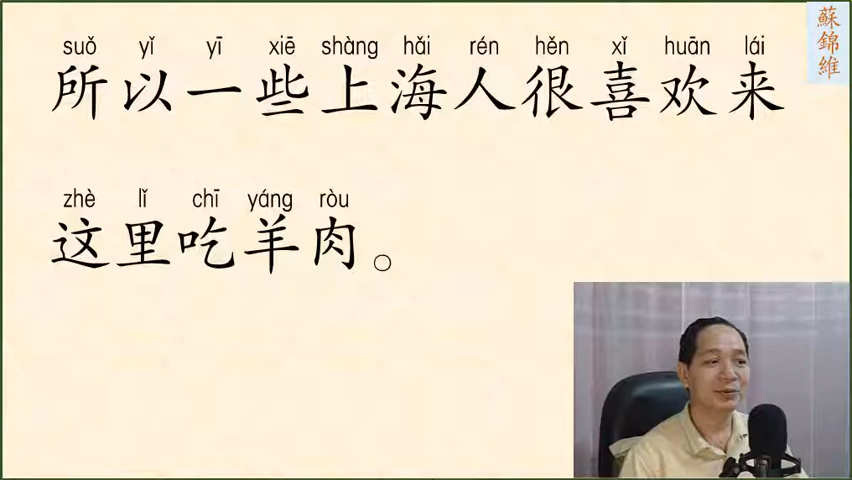 suǒ yǐ yī xiē shàng hǎi rén hěn xǐ huān lái
所以一些上海人很喜欢来
zhè lǐ chī yáng ròu
这里吃羊肉。
蘇錦維